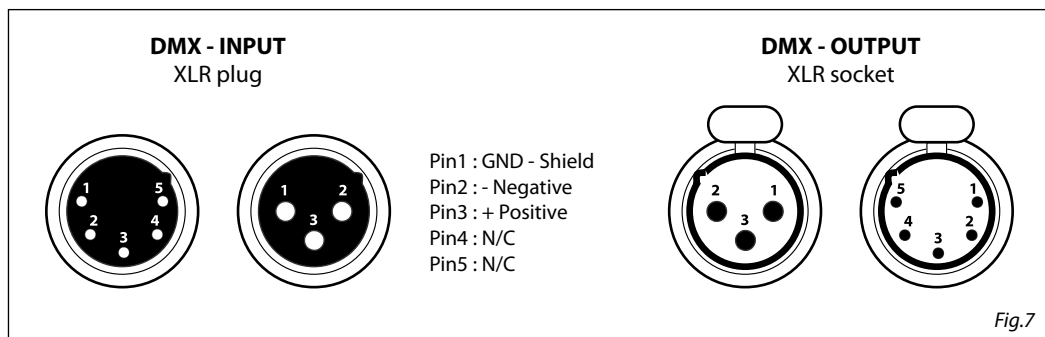 DMX - INPUT
XLR plug
1
5
2
4
3
1
2
3
Pin1 : GND - Shield
Pin2 : - Negative
Pin3 : + Positive
Pin4 : N/C
Pin5 : N/C
DMX - OUTPUT
XLR socket
2
1
3
5
1
4
2
3
Fig.7